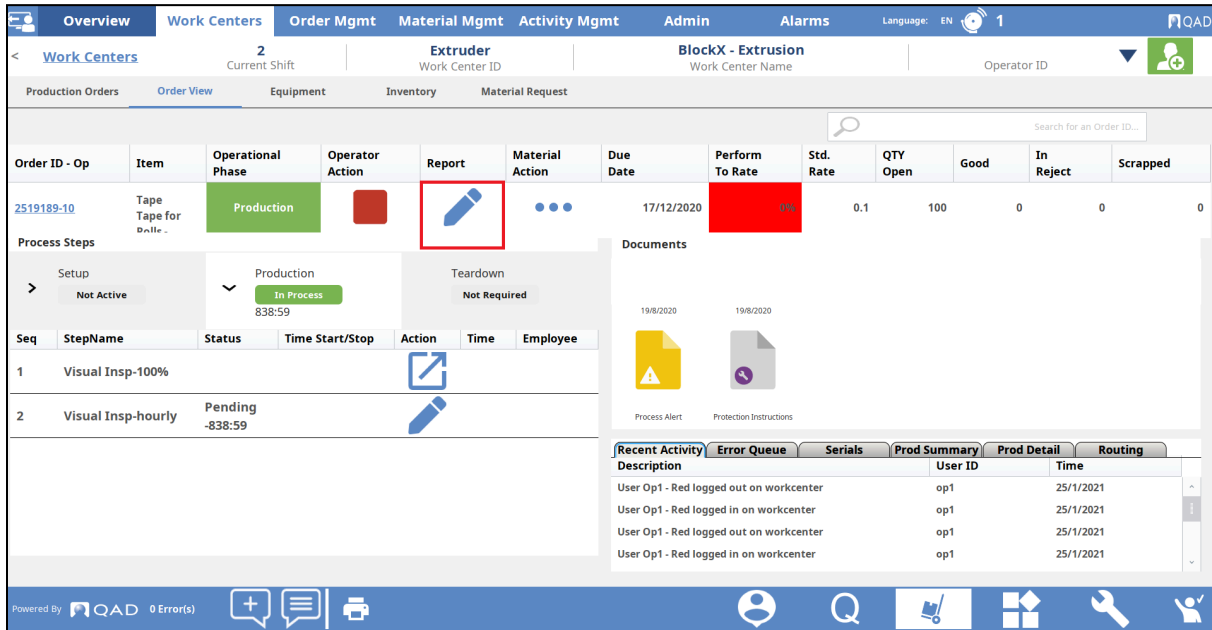 Overview Work Centers Order Mgmt Material Mgmt Activity Mgmt Admin Alarms Language: EN 1 QAD
< Work Centers 2 Extruder BlockX - Extrusion
Current Shift Work Center ID Work Center Name Operator ID
Production Orders Order View Equipment Inventory Material Request
Search for an Order ID...
Order ID - Op Item Operational Phase Operator Action Report Material Action Due Date Perform To Rate Std. Rate QTY Open Good In Reject Scrapped
2519189-10 Tape Tape for Rolls - Production 17/12/2020 0% 0.1 100 0 0 0
Process Steps
Setup Production Teardown
Not Active In Process Not Required
838:59
Seq StepName Status Time Start/Stop Action Time Employee
1 Visual Insp-100%
2 Visual Insp-hourly Pending -838:59
Documents
19/8/2020 19/8/2020
Process Alert Protection Instructions
Recent Activity Error Queue Serials Prod Summary Prod Detail Routing
Description User ID Time
User Op1 - Red logged out on workcenter op1 25/1/2021
User Op1 - Red logged in on workcenter op1 25/1/2021
User Op1 - Red logged out on workcenter op1 25/1/2021
User Op1 - Red logged in on workcenter op1 25/1/2021
Powered By QAD 0 Error(s) Q